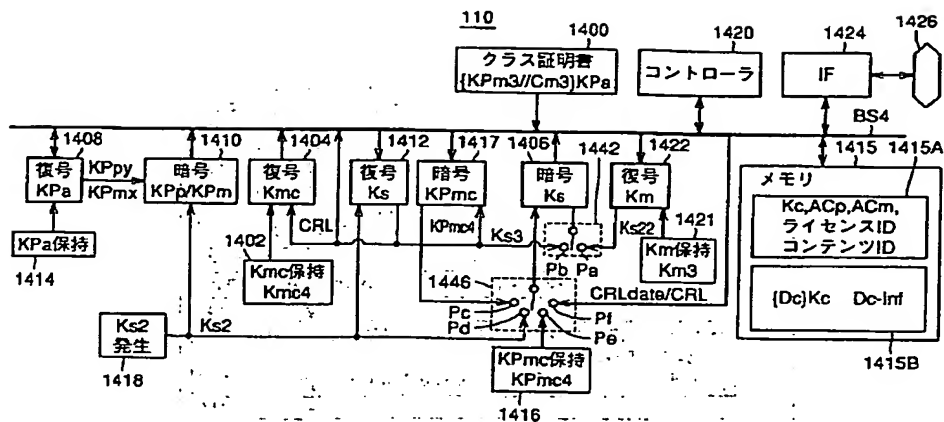 110
1400
クラス証明書
{KPm3//Cm3}KPa
1420
コントローラ
1424
IF
1426
BS4
1408
復号
KPa
KPpy
KPmx
1410
暗号
KPp/KPm
1404
復号
Kmc
1412
復号
Ks
1417
暗号
KPmc
1406
暗号
Ks
1442
1422
復号
Km
1415
1415A
メモリ
Kc,ACp,ACm,
ライセンスID
コンテンツID
{Dc}Kc Dc-Inf
1415B
CRL
KPmc4
Ks3
Ks22
Pb
Pa
KPa保持
1414
1402
Kmc保持
Kmc4
1421
Km保持
Km3
1446
CRLdate/CRL
Pc
Pd
Pf
Pe
Ks2
発生
1418
Ks2
KPmc保持
KPmc4
1416